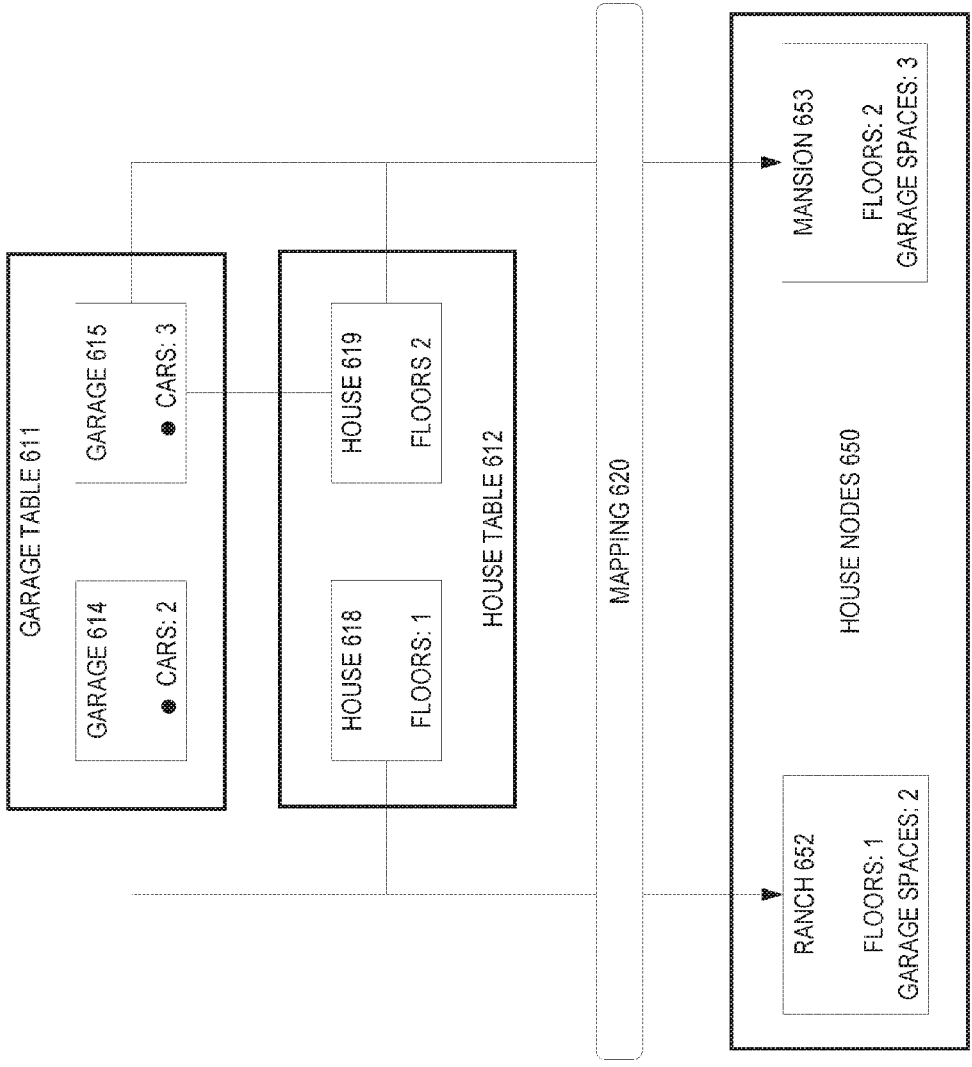 GARAGE TABLE 611
GARAGE 614
● CARS: 2
GARAGE 615
● CARS: 3
HOUSE 618
FLOORS: 1
HOUSE 619
FLOORS 2
HOUSE TABLE 612
MAPPING 620
RANCH 652
FLOORS: 1
GARAGE SPACES: 2
HOUSE NODES 650
MANSION 653
FLOORS: 2
GARAGE SPACES: 3